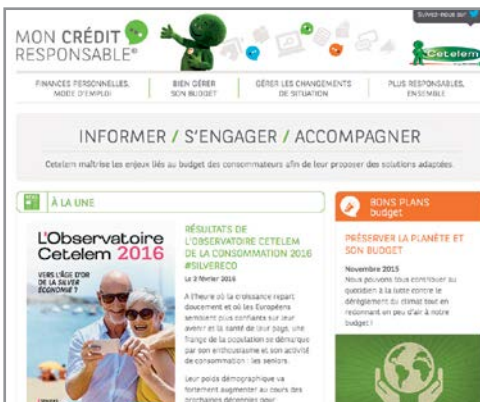 Suivez-nous sur
MON CRÉDIT
RESPONSABLE®
Cetelem
FINANCES PERSONNELLES,
MODE D'EMPLOI
BIEN GÉRER
SON BUDGET
GÉRER LES CHANGEMENTS
DE SITUATION
PLUS RESPONSABLES,
ENSEMBLE
INFORMER / S'ENGAGER / ACCOMPAGNER
Cetelem maîtrise les enjeux liés au budget des consommateurs afin de leur proposer des solutions adaptées.
À LA UNE
L'Observatoire
Cetelem 2016
VERS L'ÂGE D'OR
DE LA SILVER
ÉCONOMIE ?
RÉSULTATS DE
L'OBSERVATOIRE CETELEM
DE LA CONSOMMATION 2016
#SILVERECO
Le 2 février 2016
A l'heure où la croissance repart
doucement et où les Européens
semblent plus confiants sur leur
avenir et la santé de leur pays, une
frange de la population se démarque
par son enthousiasme et son activité
de consommation : les seniors.
Leur poids démographique va
fortement augmenter au cours des
prochaines décennies pour
BONS PLANS
budget
PRÉSERVER LA PLANÈTE ET
SON BUDGET
Novembre 2015
Nous pouvons tous contribuer au
quotidien à la lutte contre le
dérèglement du climat tout en
redonnant un peu d'air à notre
budget !